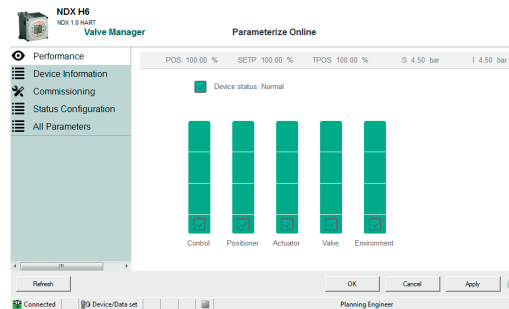 NDX H6
NDX 1.0 HART
Valve Manager
Parameterize Online
Performance
Device Information
Commissioning
Status Configuration
All Parameters
POS 100.00 % SETP 100.00 % TPOS 100.00 % S 4.50 bar I 4.50 bar
Device status: Normal
Control Positioner Actuator Valve Environment
Refresh OK Cancel Apply
Connected Device/Data set Planning Engineer